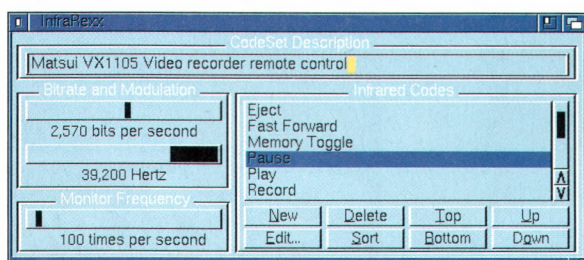 InfraRexx
CodeSet Description
Matsui VX1105 Video recorder remote control
Bitrate and Modulation
2,570 bits per second
39,200 Hertz
Monitor Frequency
100 times per second
Infrared Codes
Eject
Fast Forward
Memory Toggle
Pause
Play
Record
New Delete Top Up
Edit... Sort Bottom Down